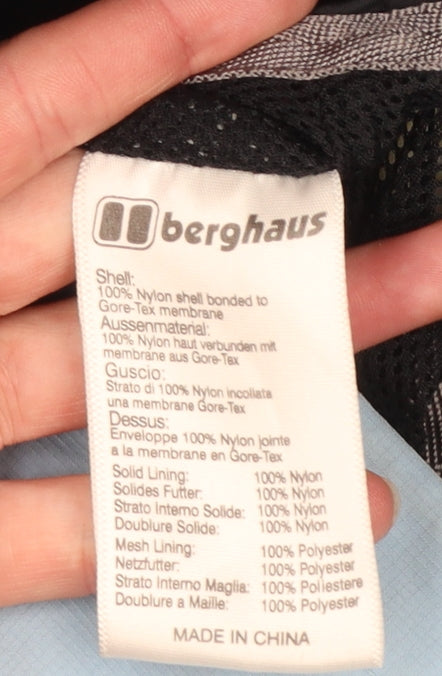 berghaus
Shell:
100% Nylon shell bonded to
Gore-Tex membrane
Aussenmaterial:
100% Nylon haut verbunden mit
membrane aus Gore-Tex
Guscio:
Strato di 100% Nylon incollata
una membrane Gore-Tex
Dessus:
Enveloppe 100% Nylon jointe
a la membrane en Gore-Tex
Solid Lining: 100% Nylon
Solides Futter: 100% Nylon
Strato Interno Solide: 100% Nylon
Doublure Solide: 100% Nylon
Mesh Lining: 100% Polyester
Netzfutter: 100% Polyester
Strato Interno Maglia: 100% Poliestere
Doublure a Maille: 100% Polyester
MADE IN CHINA